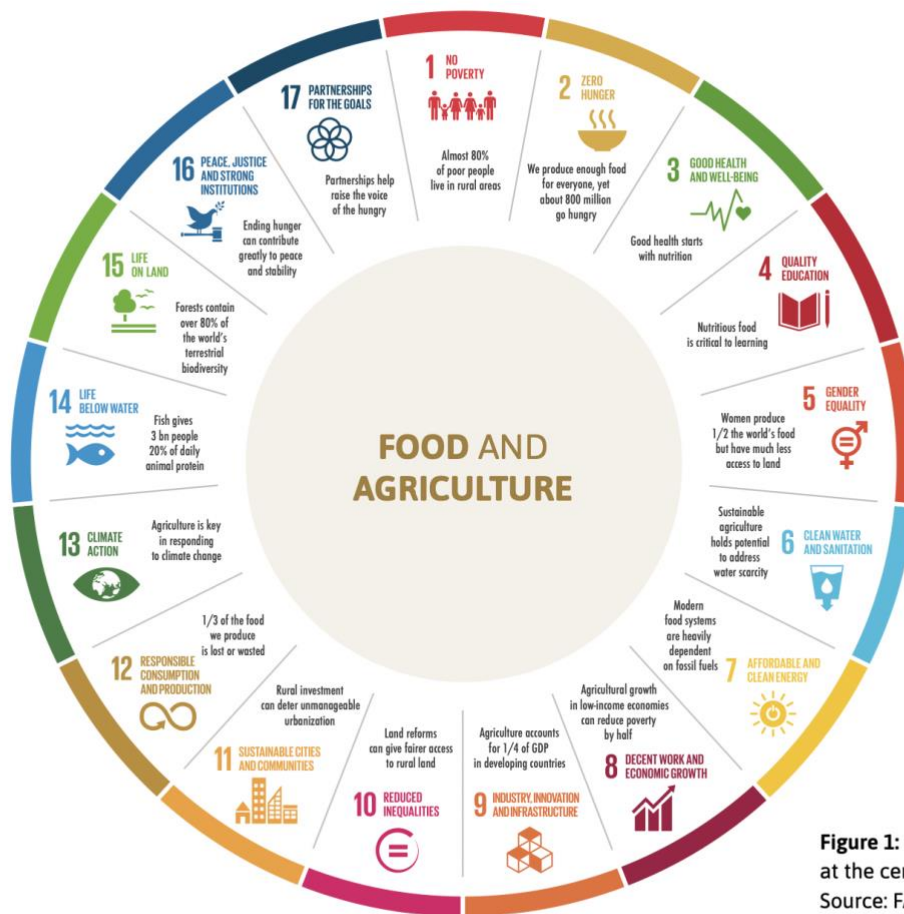 1 NO
POVERTY
Almost 80%
of poor people
live in rural areas
2 ZERO
HUNGER
We produce enough food
for everyone, yet
about 800 million
go hungry
3 GOOD HEALTH
AND WELL-BEING
Good health starts
with nutrition
4 QUALITY
EDUCATION
Nutritious food
is critical to learning
5 GENDER
EQUALITY
Women produce
1/2 the world's food
but have much less
access to land
6 CLEAN WATER
AND SANITATION
Sustainable
agriculture
holds potential
to address
water scarcity
7 AFFORDABLE AND
CLEAN ENERGY
Modern
food systems
are heavily
dependent
on fossil fuels
8 DECENT WORK AND
ECONOMIC GROWTH
Agricultural growth
in low-income economies
can reduce poverty
by half
9 INDUSTRY, INNOVATION
AND INFRASTRUCTURE
Agriculture accounts
for 1/4 of GDP
in developing countries
10 REDUCED
INEQUALITIES
Land reforms
can give fairer access
to rural land
11 SUSTAINABLE CITIES
AND COMMUNITIES
Rural investment
can deter unmanageable
urbanization
12 RESPONSIBLE
CONSUMPTION
AND PRODUCTION
1/3 of the food
we produce
is lost or wasted
13 CLIMATE
ACTION
Agriculture is key
in responding
to climate change
14 LIFE
BELOW WATER
Fish gives
3 bn people
20% of daily
animal protein
15 LIFE
ON LAND
Forests contain
over 80% of
the world's
terrestrial
biodiversity
16 PEACE, JUSTICE
AND STRONG
INSTITUTIONS
Ending hunger
can contribute
greatly to peace
and stability
17 PARTNERSHIPS
FOR THE GOALS
Partnerships help
raise the voice
of the hungry
FOOD AND
AGRICULTURE
Figure 1:
at the
Source: